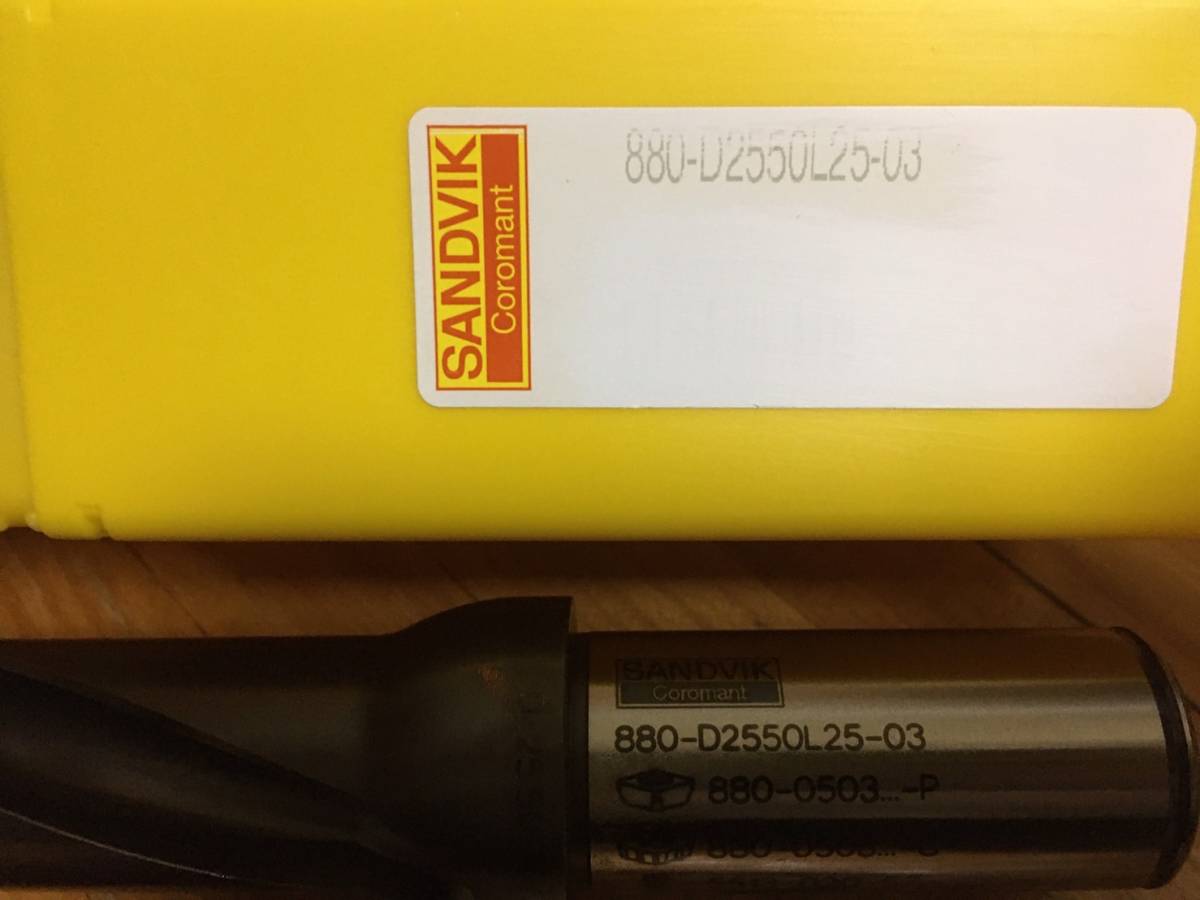 SANDVIK
Coromant
880-D2550L25-03
SANDVIK
Coromant
880-D2550L25-03
880-0503...-P